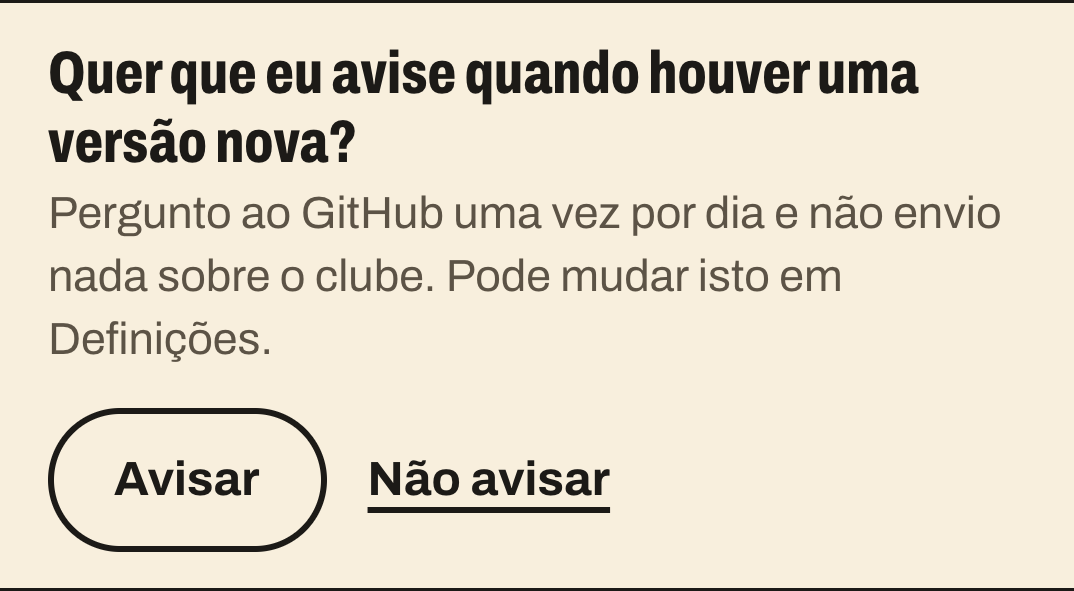 Quer que eu avise quando houver uma
versão nova?
Pergunto ao GitHub uma vez por dia e não envio
nada sobre o clube. Pode mudar isto em
Definições.
Avisar
Não avisar